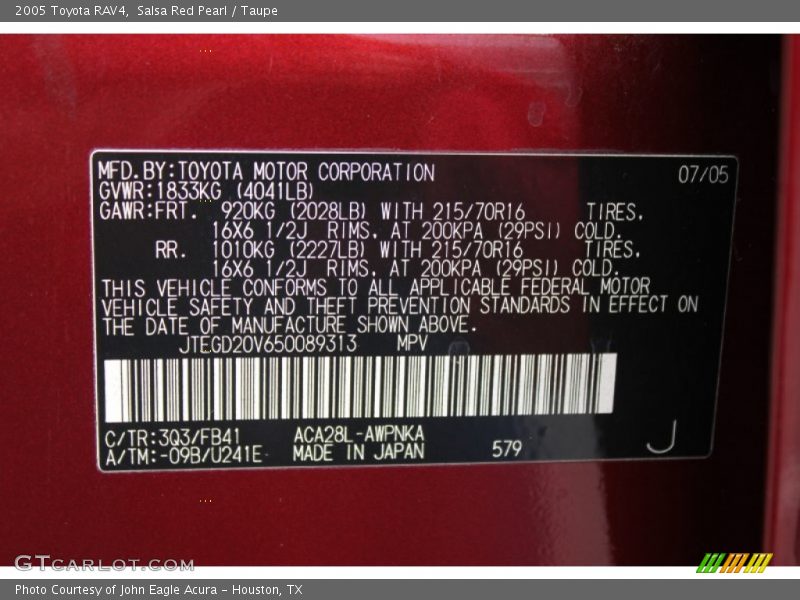 2005 Toyota RAV4, Salsa Red Pearl / Taupe
MFD.BY:TOYOTA MOTOR CORPORATION 07/05
GVWR:1833KG (4041LB)
GAWR:FRT. 920KG (2028LB) WITH 215/70R16 TIRES.
16X6 1/2J RIMS. AT 200KPA (29PSI) COLD.
RR. 1010KG (2227LB) WITH 215/70R16 TIRES.
16X6 1/2J RIMS. AT 200KPA (29PSI) COLD.
THIS VEHICLE CONFORMS TO ALL APPLICABLE FEDERAL MOTOR
VEHICLE SAFETY AND THEFT PREVENTION STANDARDS IN EFFECT ON
THE DATE OF MANUFACTURE SHOWN ABOVE.
JTEGD20V650089313 MPV
C/TR:3Q3/FB41 ACA28L-AWPNKA
A/TM:-09B/U241E MADE IN JAPAN 579 J
GTCARLOT.COM
Photo Courtesy of John Eagle Acura - Houston, TX